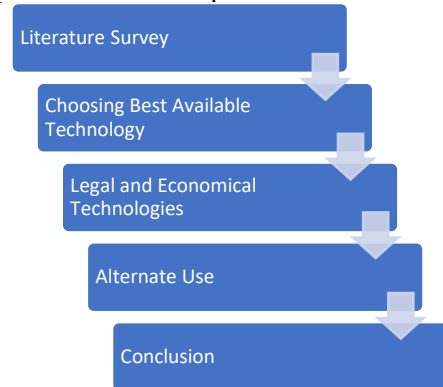 Literature Survey
Choosing Best Available
Technology
Legal and Economical
Technologies
Alternate Use
Conclusion